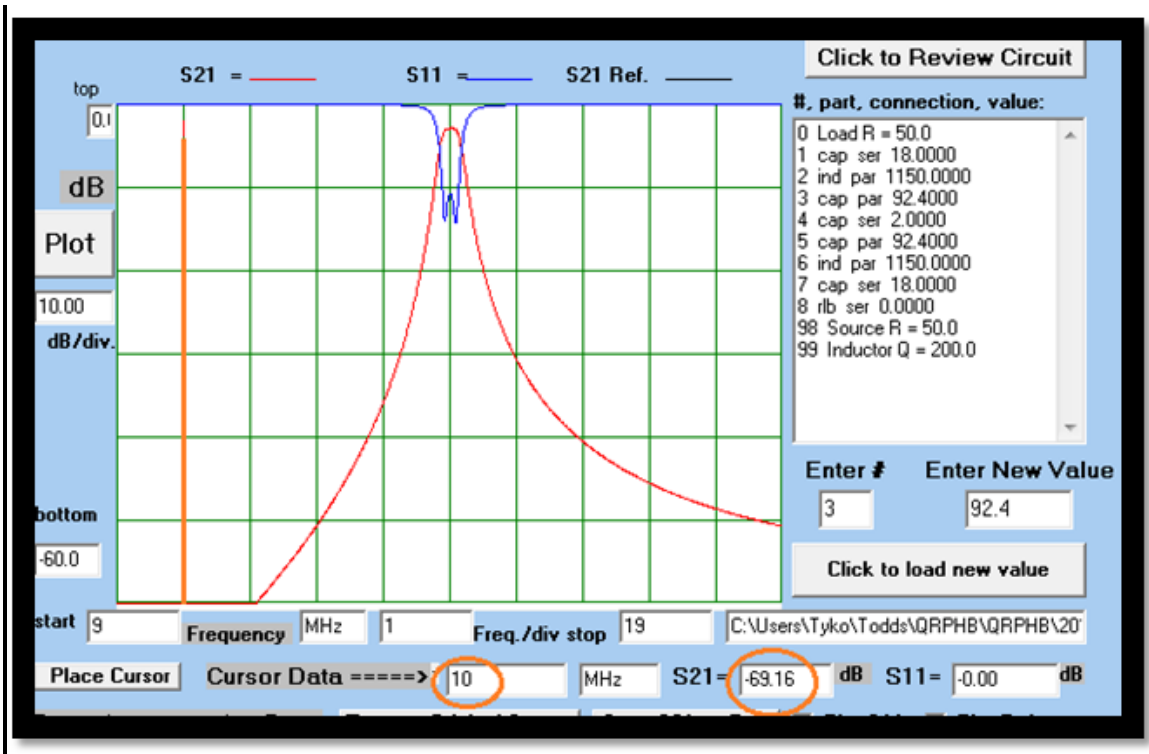 S21 = S11 = S21 Ref.
Click to Review Circuit
top
dB
Plot
10.00
dB/div.
bottom
-60.0
#, part, connection, value:
0 Load R = 50.0
1 cap ser 18.0000
2 ind par 1150.0000
3 cap par 92.4000
4 cap ser 2.0000
5 cap par 92.4000
6 ind par 1150.0000
7 cap ser 18.0000
8 rlb ser 0.0000
98 Source R = 50.0
99 Inductor Q = 200.0
Enter # Enter New Value
3 92.4
Click to load new value
start 9 Frequency MHz 1 Freq./div stop 19 C:\Users\Tyko\Todds\QRPHB\QRPHB\20
Place Cursor Cursor Data =====> 10 MHz S21= -69.16 dB S11= -0.00 dB